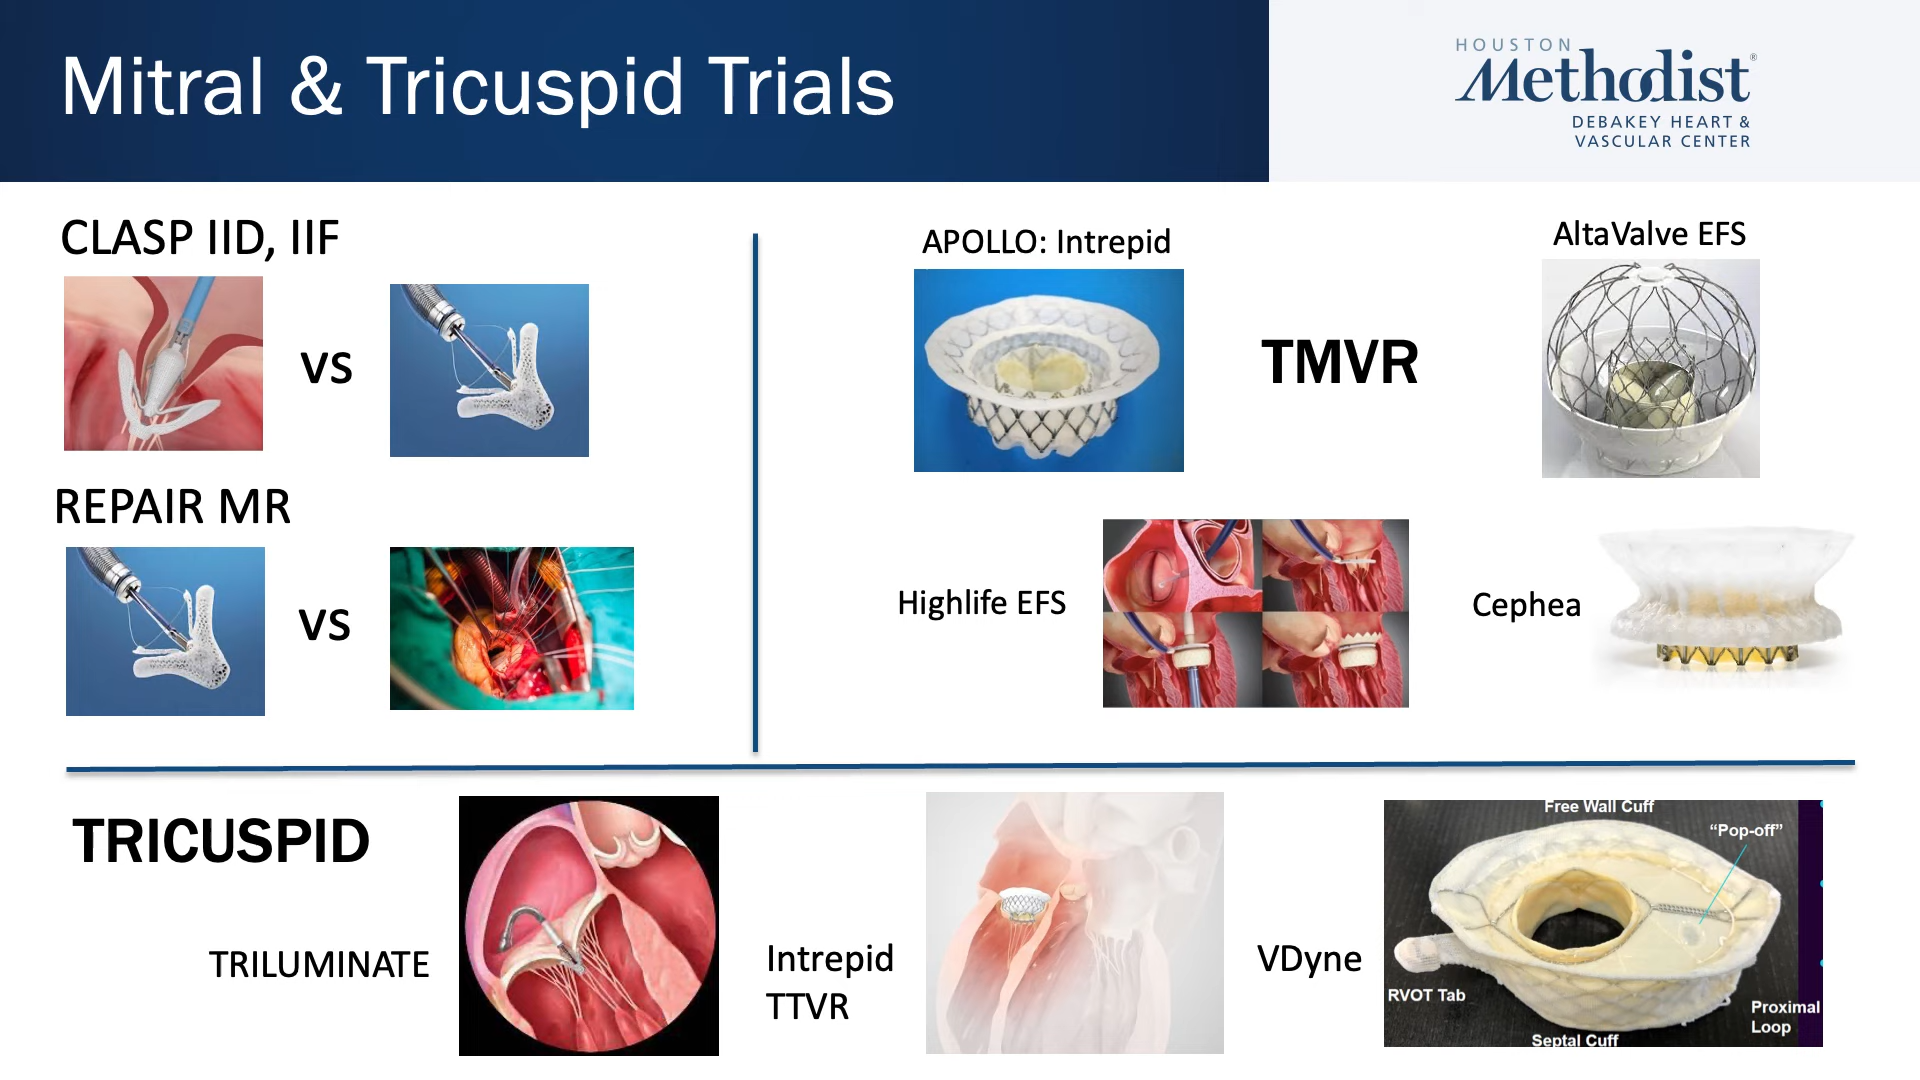 Mitral & Tricuspid Trials
HOUSTON
Methodist®
DEBAKEY HEART &
VASCULAR CENTER
CLASP IID, IIF
VS
REPAIR MR
VS
APOLLO: Intrepid
TMVR
AltaValve EFS
Highlife EFS
Cephea
TRICUSPID
TRILUMINATE
Intrepid
TTVR
VDyne
Free Wall Cuff
“Pop-off”
RVOT Tab
Proximal
Loop
Septal Cuff